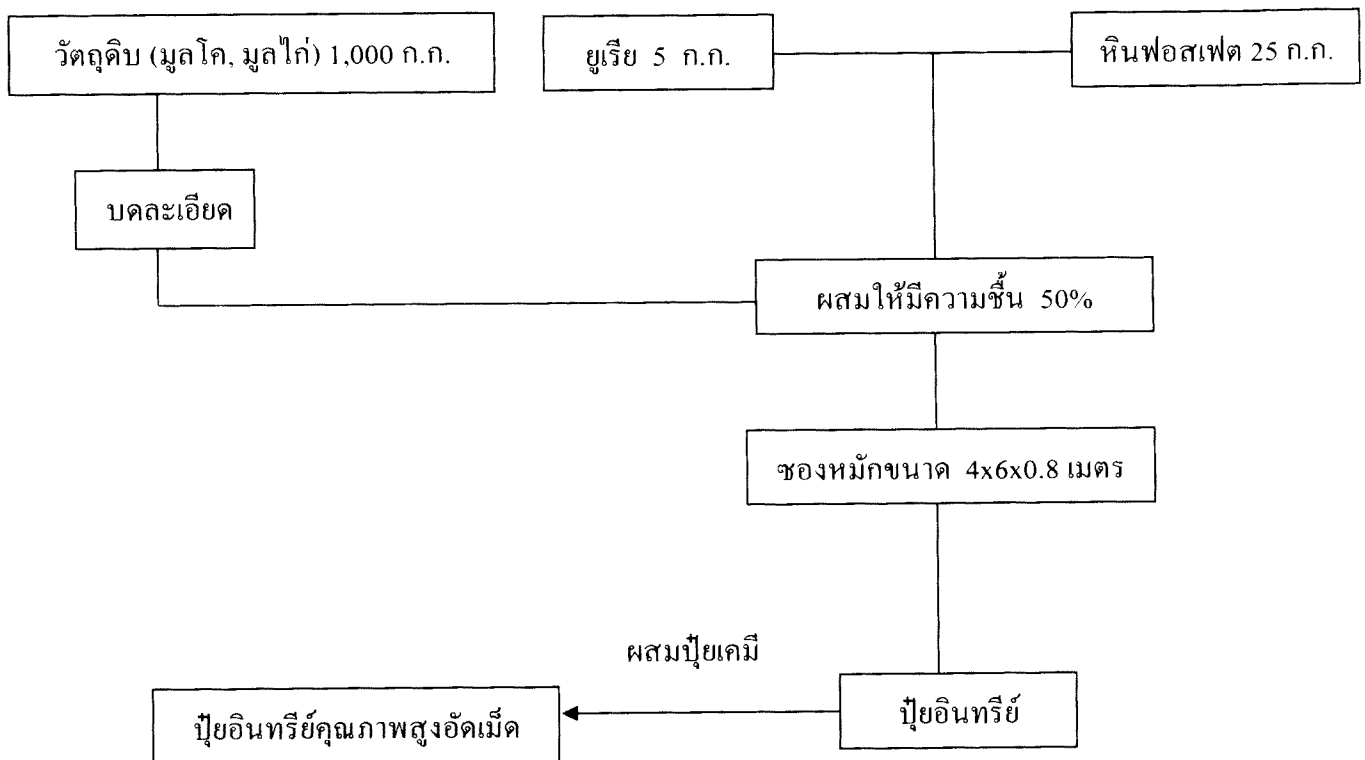 วัตถุดิบ (มูลโค, มูลไก่) 1,000 ก.ก.
ยูเรีย 5 ก.ก.
หินฟอสเฟต 25 ก.ก.
บดละเอียด
ผสมให้มีความชื้น 50%
ซองหมักขนาด 4x6x0.8 เมตร
ผสมปุ๋ยเคมี
ปุ๋ยอินทรีย์
ปุ๋ยอินทรีย์คุณภาพสูงอัดเม็ด